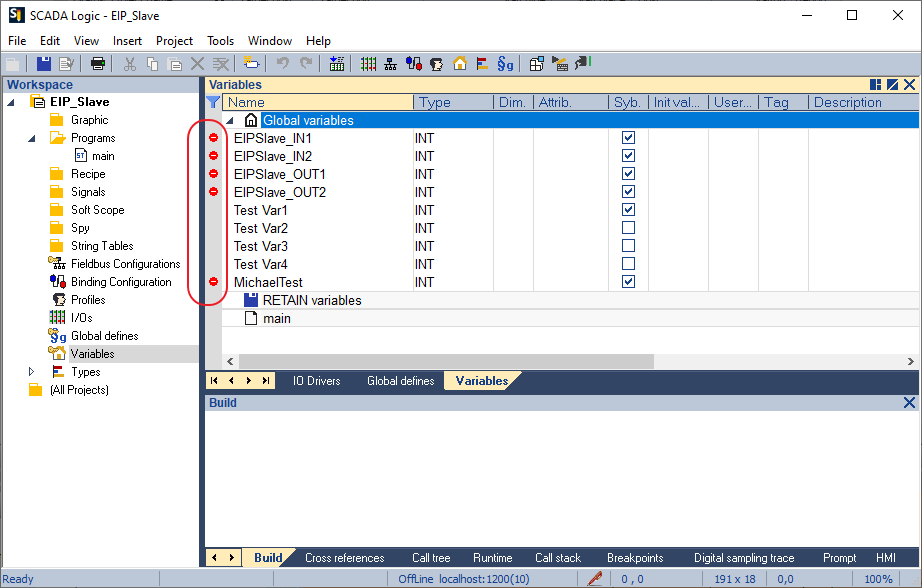 SCADA Logic - EIP_Slave
File Edit View Insert Project Tools Window Help
Workspace
EIP_Slave
Graphic
Programs
ST main
Recipe
Signals
Soft Scope
Spy
String Tables
Fieldbus Configurations
Binding Configuration
Profiles
I/Os
Global defines
Variables
Types
(All Projects)
Variables
Name Type Dim. Attrib. Syb. Init val... User... Tag Description
Global variables
EIPSlave_IN1 INT
EIPSlave_IN2 INT
EIPSlave_OUT1 INT
EIPSlave_OUT2 INT
Test Var1 INT
Test Var2 INT
Test Var3 INT
Test Var4 INT
MichaelTest INT
RETAIN variables
main
IO Drivers Global defines Variables
Build
Build Cross references Call tree Runtime Call stack Breakpoints Digital sampling trace Prompt HMI
Ready OffLine localhost:1200(10) 0 , 0 191 x 18 0,0 100%